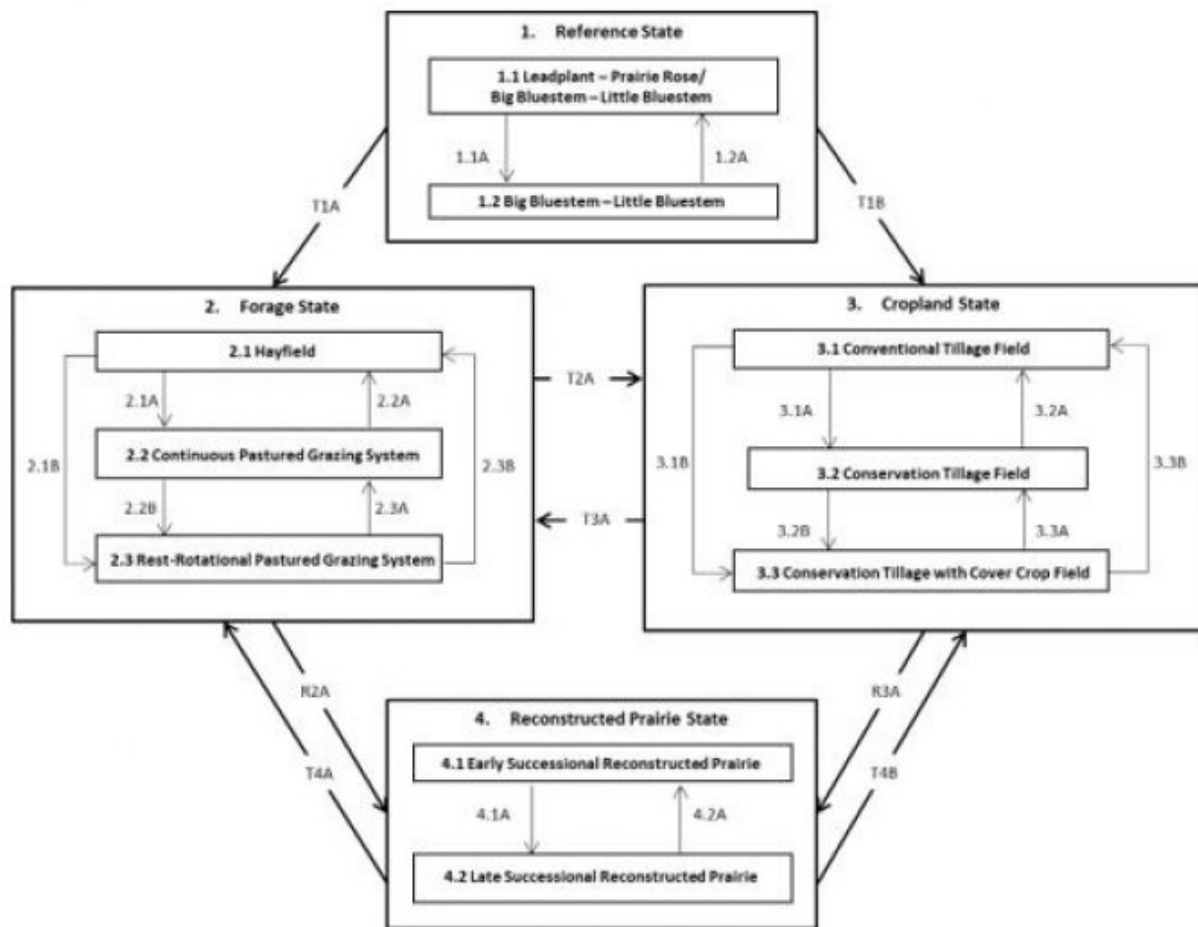 1. Reference State
1.1 Leadplant – Prairie Rose/
Big Bluestem – Little Bluestem
1.1A
1.2A
1.2 Big Bluestem – Little Bluestem
T1A
T1B
2. Forage State
2.1 Hayfield
2.1A
2.2A
2.2 Continuous Pastured Grazing System
2.1B
2.3B
2.2B
2.3A
2.3 Rest-Rotational Pastured Grazing System
T2A
T3A
3. Cropland State
3.1 Conventional Tillage Field
3.1A
3.2A
3.2 Conservation Tillage Field
3.1B
3.3B
3.2B
3.3A
3.3 Conservation Tillage with Cover Crop Field
R2A
T4A
R3A
T4B
4. Reconstructed Prairie State
4.1 Early Successional Reconstructed Prairie
4.1A
4.2A
4.2 Late Successional Reconstructed Prairie